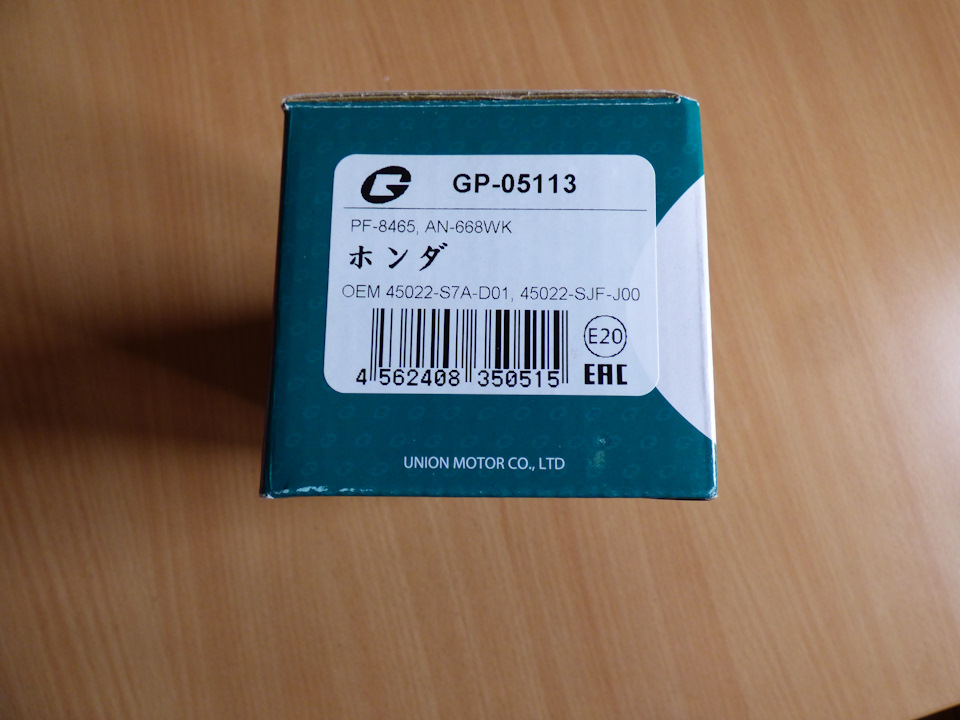 GP-05113
PF-8465, AN-668WK
ホンダ
OEM 45022-S7A-D01, 45022-SJF-J00
E20
4 562408 350515
EAC
UNION MOTOR CO., LTD